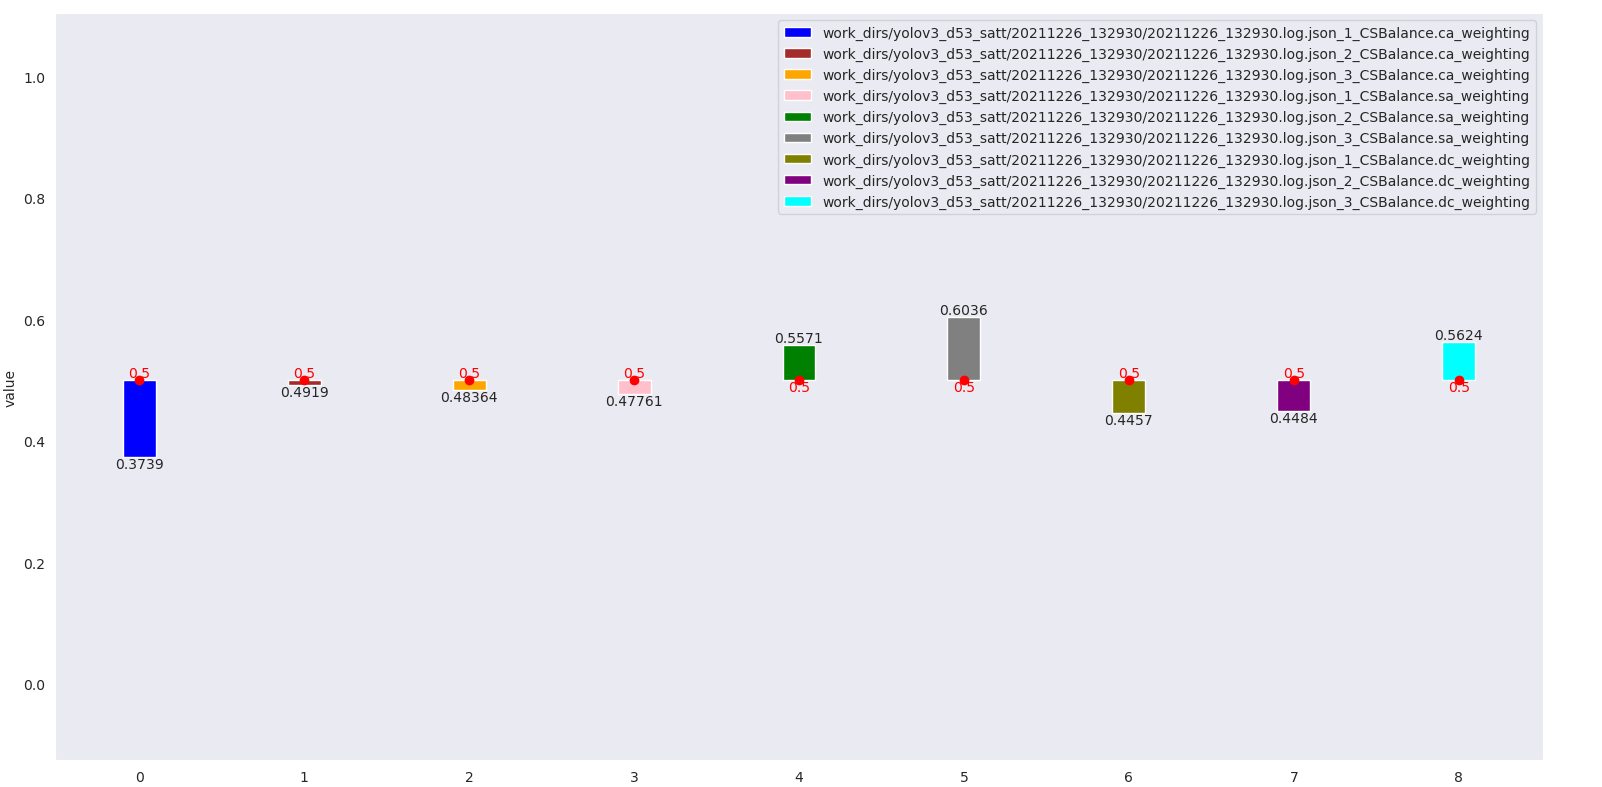 work_dirs/yolov3_d53_satt/20211226_132930/20211226_132930.log.json_1_CSBalance.ca_weighting
work_dirs/yolov3_d53_satt/20211226_132930/20211226_132930.log.json_2_CSBalance.ca_weighting
work_dirs/yolov3_d53_satt/20211226_132930/20211226_132930.log.json_3_CSBalance.ca_weighting
work_dirs/yolov3_d53_satt/20211226_132930/20211226_132930.log.json_1_CSBalance.sa_weighting
work_dirs/yolov3_d53_satt/20211226_132930/20211226_132930.log.json_2_CSBalance.sa_weighting
work_dirs/yolov3_d53_satt/20211226_132930/20211226_132930.log.json_3_CSBalance.sa_weighting
work_dirs/yolov3_d53_satt/20211226_132930/20211226_132930.log.json_1_CSBalance.dc_weighting
work_dirs/yolov3_d53_satt/20211226_132930/20211226_132930.log.json_2_CSBalance.dc_weighting
work_dirs/yolov3_d53_satt/20211226_132930/20211226_132930.log.json_3_CSBalance.dc_weighting
value
1.0
0.8
0.6
0.4
0.2
0.0
0.5 0.5 0.5 0.5 0.5 0.5 0.5 0.5 0.5
0.3739 0.4919 0.48364 0.47761 0.5571 0.6036 0.4457 0.4484 0.5624
0 1 2 3 4 5 6 7 8